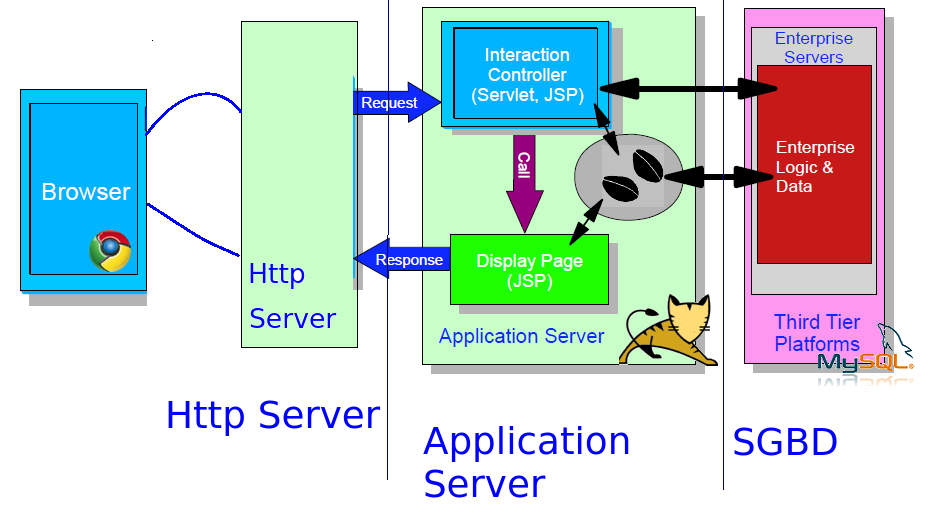 Browser
Http
Server
Request
Response
Interaction
Controller
(Servlet, JSP)
Call
Display Page
(JSP)
Application Server
Enterprise
Servers
Enterprise
Logic &
Data
Third Tier
Platforms
MySQL®
Http Server
Application
Server
SGBD